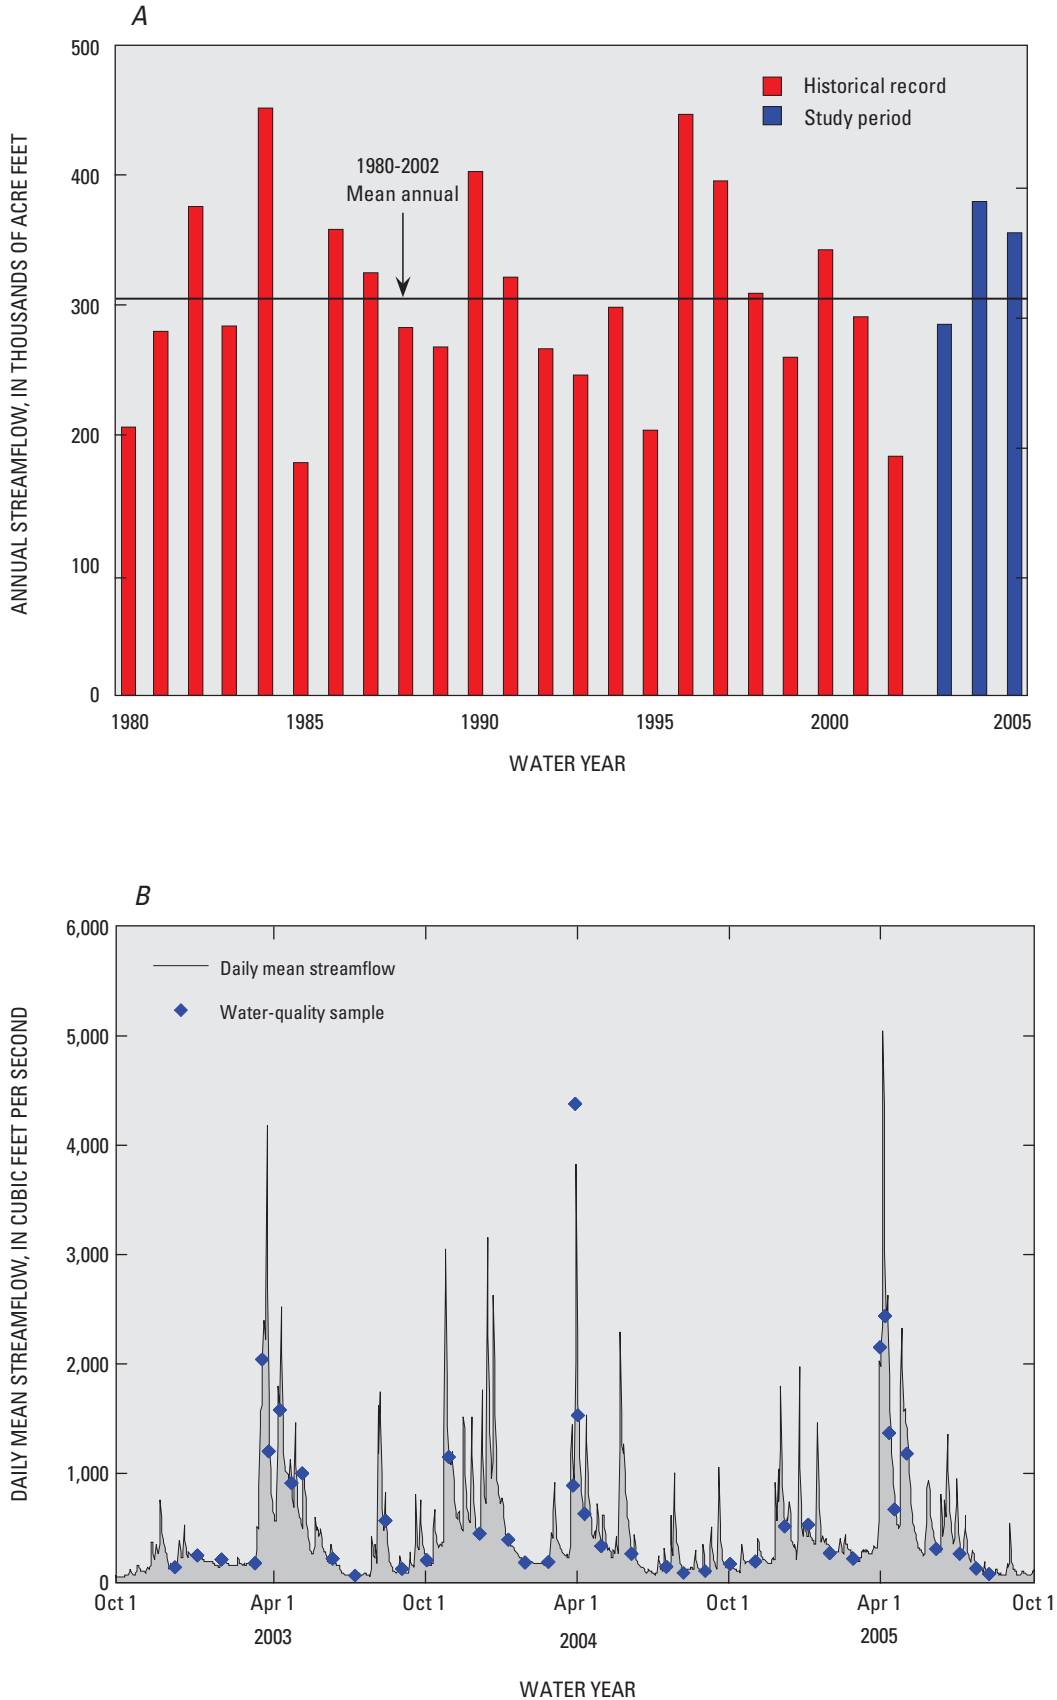 A
500
400
300
200
100
0
ANNUAL STREAMFLOW, IN THOUSANDS OF ACRE FEET
Historical record
Study period
1980-2002
Mean annual
1980 1985 1990 1995 2000 2005
WATER YEAR
B
6,000
5,000
4,000
3,000
2,000
1,000
0
DAILY MEAN STREAMFLOW, IN CUBIC FEET PER SECOND
Daily mean streamflow
Water-quality sample
Oct 1 Apr 1 Oct 1 Apr 1 Oct 1 Apr 1 Oct 1
2003 2004 2005
WATER YEAR